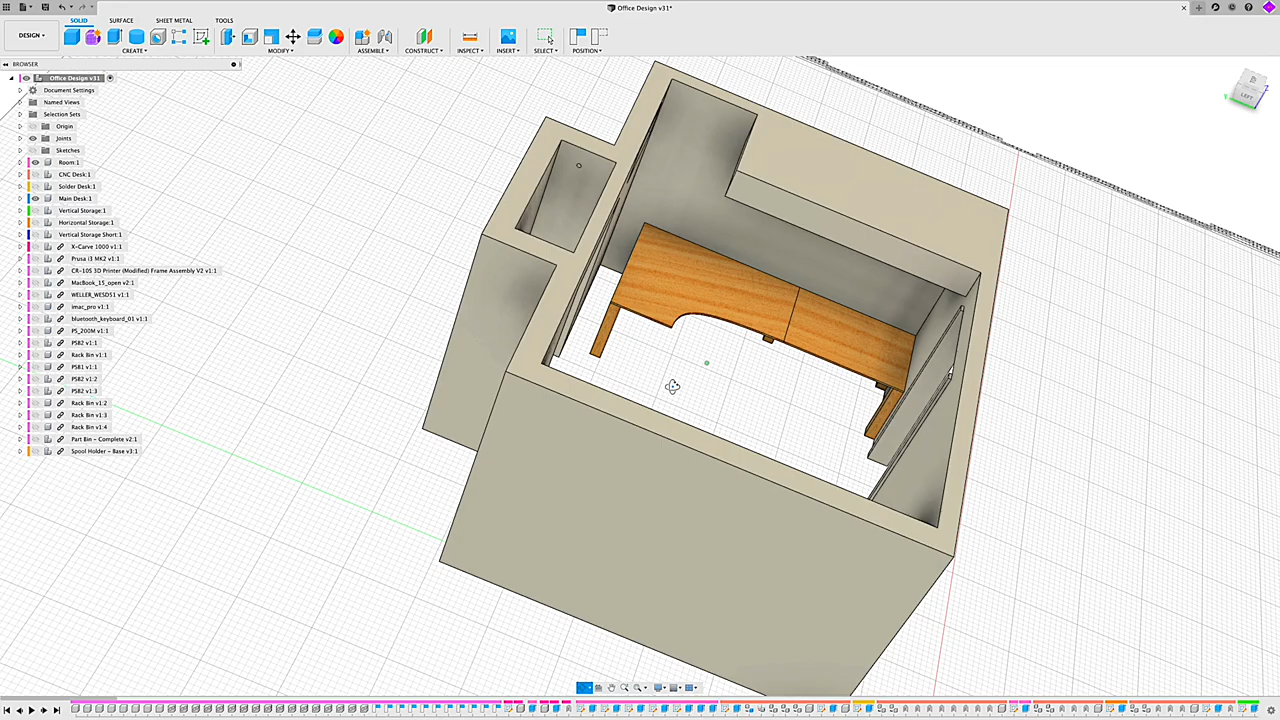 Office Design v31*
DESIGN
SOLID
SURFACE
SHEET METAL
TOOLS
CREATE
MODIFY
ASSEMBLE
CONSTRUCT
INSPECT
INSERT
SELECT
POSITION
BROWSER
Office Design v31
Document Settings
Named Views
Selection Sets
Origin
Joints
Sketches
Room:1
CNC Desk:1
Solder Desk:1
Main Desk:1
Vertical Storage:1
Horizontal Storage:1
Vertical Storage Short:1
X-Carve 1000 v1:1
Prusa i3 MK2 v1:1
CR-10S 3D Printer (Modified) Frame Assembly V2 v1:1
MacBook_15_open v2:1
WELLER_WESD51 v1:1
imac_pro v1:1
bluetooth_keyboard_01 v1:1
PS_200M v1:1
PSB2 v1:1
Rack Bin v1:1
PSB1 v1:1
PSB2 v1:2
PSB2 v1:3
Rack Bin v1:2
Rack Bin v1:3
Rack Bin v1:4
Part Bin - Complete v2:1
Spool Holder - Base v3:1
LEFT
Z
Y